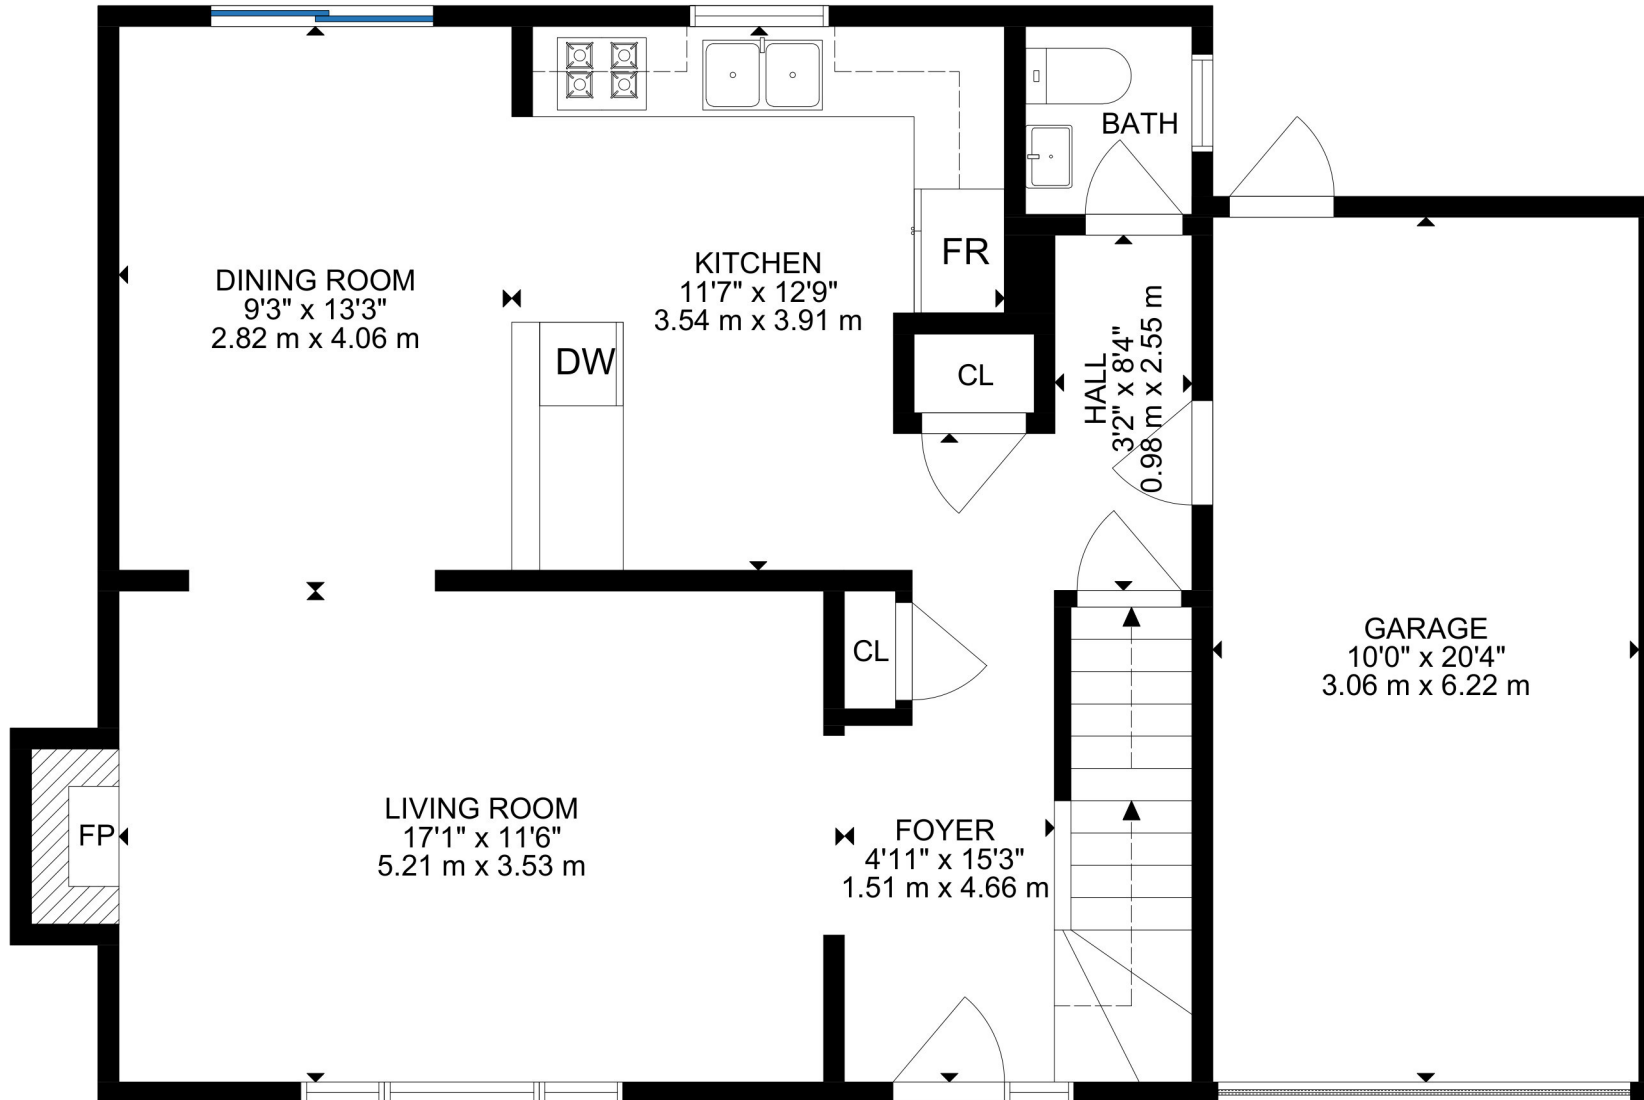 BATH
DINING ROOM
9'3" x 13'3"
2.82 m x 4.06 m
KITCHEN
11'7" x 12'9"
3.54 m x 3.91 m
FR
DW
CL
HALL
3'2" x 8'4"
0.98 m x 2.55 m
CL
GARAGE
10'0" x 20'4"
3.06 m x 6.22 m
FP
LIVING ROOM
17'1" x 11'6"
5.21 m x 3.53 m
FOYER
4'11" x 15'3"
1.51 m x 4.66 m